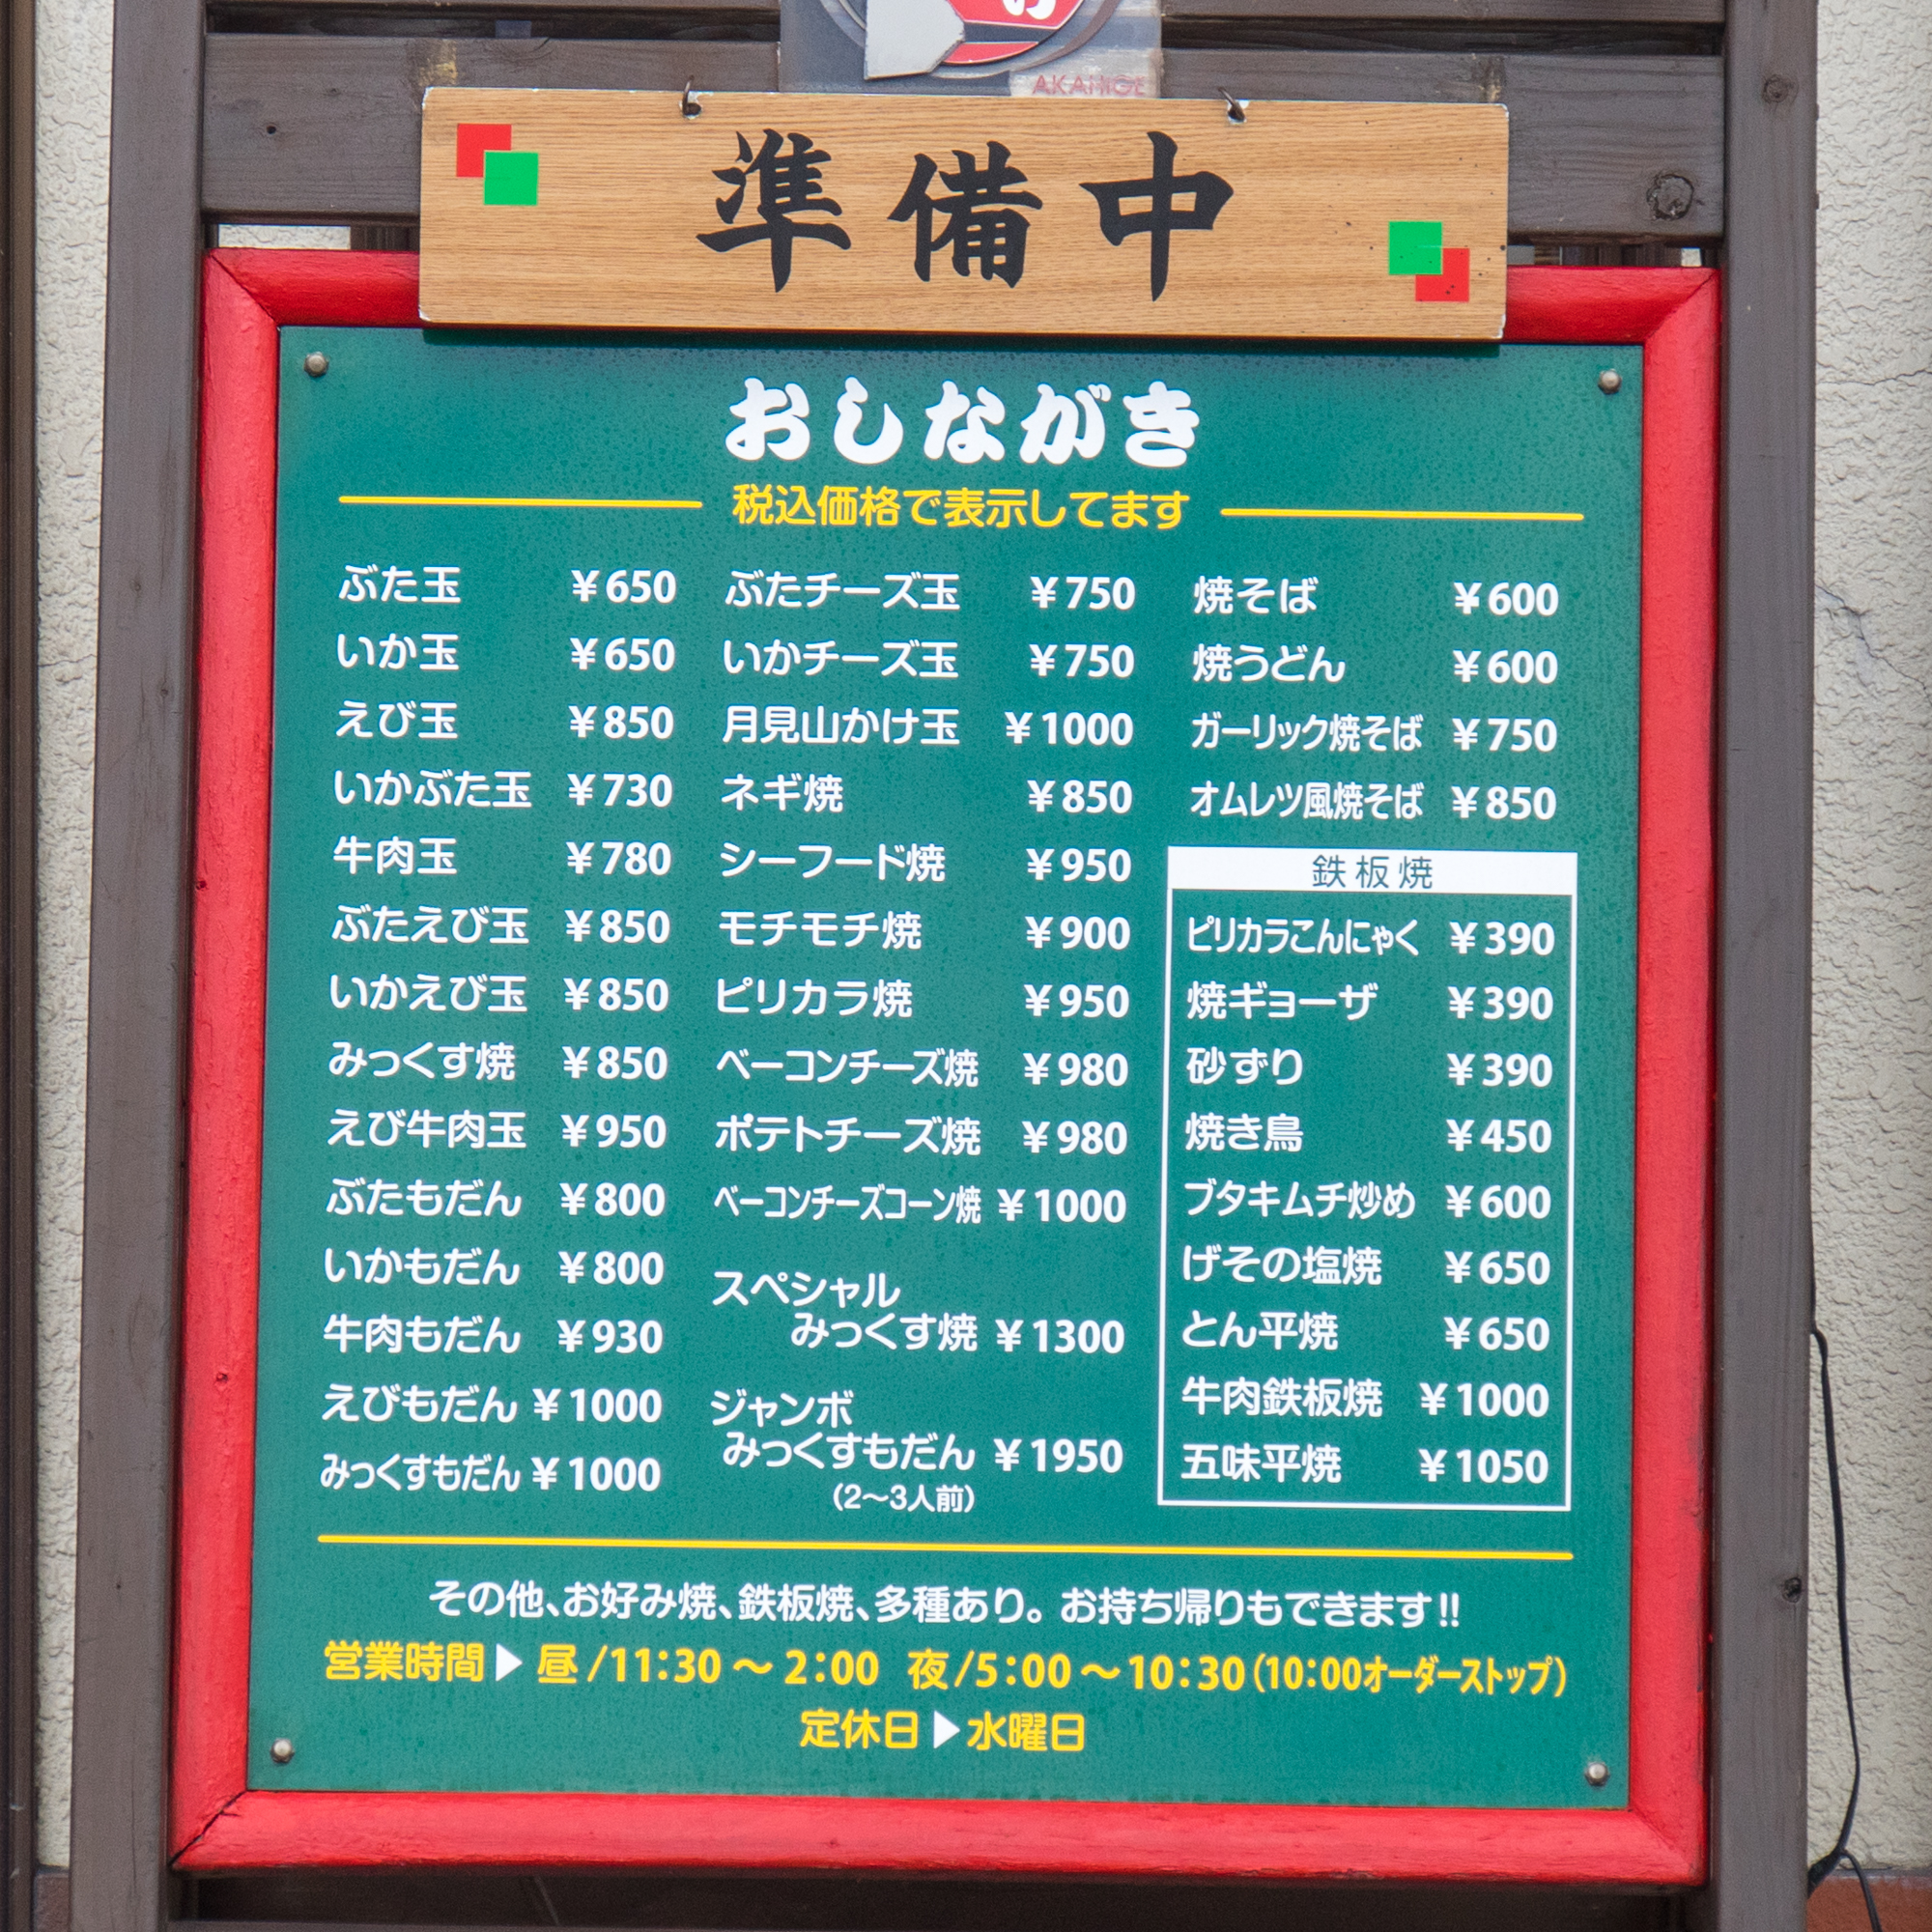 AKAHIGE
準備中
おしながき
税込価格で表示してます
ぶた玉 ¥650
いか玉 ¥650
えび玉 ¥850
いかぶた玉 ¥730
牛肉玉 ¥780
ぶたえび玉 ¥850
いかえび玉 ¥850
みっくす焼 ¥850
えび牛肉玉 ¥950
ぶたもだん ¥800
いかもだん ¥800
牛肉もだん ¥930
えびもだん ¥1000
みっくすもだん ¥1000
ぶたチーズ玉 ¥750
いかチーズ玉 ¥750
月見山かけ玉 ¥1000
ネギ焼 ¥850
シーフード焼 ¥950
モチモチ焼 ¥900
ピリカラ焼 ¥950
ベーコンチーズ焼 ¥980
ポテトチーズ焼 ¥980
ベーコンチーズコーン焼 ¥1000
スペシャル
みっくす焼 ¥1300
ジャンボ
みっくすもだん ¥1950
(2〜3人前)
焼そば ¥600
焼うどん ¥600
ガーリック焼そば ¥750
オムレツ風焼そば ¥850
鉄板焼
ピリカラこんにゃく ¥390
焼ギョーザ ¥390
砂ずり ¥390
焼き鳥 ¥450
ブタキムチ炒め ¥600
げその塩焼 ¥650
とん平焼 ¥650
牛肉鉄板焼 ¥1000
五味平焼 ¥1050
その他、お好み焼、鉄板焼、多種あり。お持ち帰りもできます!!
営業時間▶昼/11:30〜2:00 夜/5:00〜10:30(10:00オーダーストップ)
定休日▶水曜日